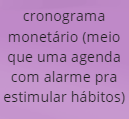 cronograma
monetário (meio
que uma agenda
com alarme pra
estimular hábitos)